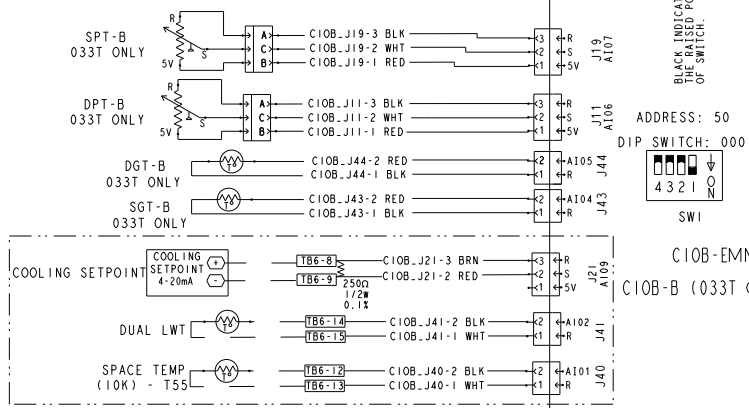 SPT-B
033T ONLY
R
S
5V
A
C
B
CIOB_J19-3 BLK
CIOB_J19-2 WHT
CIOB_J19-1 RED
3 R
2 S
1 5V
J19
AI07
DPT-B
033T ONLY
R
S
5V
A
C
B
CIOB_J11-3 BLK
CIOB_J11-2 WHT
CIOB_J11-1 RED
3 R
2 S
1 5V
J11
AI06
DGT-B
033T ONLY
T
CIOB_J44-2 RED
CIOB_J44-1 BLK
2 AI05
1 R
J44
SGT-B
033T ONLY
T
CIOB_J43-2 RED
CIOB_J43-1 BLK
2 AI04
1 R
J43
COOLING SETPOINT
COOLING
SETPOINT
4-20mA
+
-
TB6-8
TB6-9
250Ω
1/2W
0.1%
CIOB_J21-3 BRN
CIOB_J21-2 RED
3 R
2 S
1 5V
J21
AI09
DUAL LWT
T
TB6-14
TB6-15
CIOB_J41-2 BLK
CIOB_J41-1 WHT
2 AI02
1 R
J41
SPACE TEMP
(10K) - T55
T
TB6-12
TB6-13
CIOB_J40-2 BLK
CIOB_J40-1 WHT
2 AI01
1 R
J40
BLACK INDICAT
THE RAISED PO
OF SWITCH.
ADDRESS: 50
DIP SWITCH: 000
4 3 2 1
ON
SW1
CIOB-EMN
CIOB-B (033T